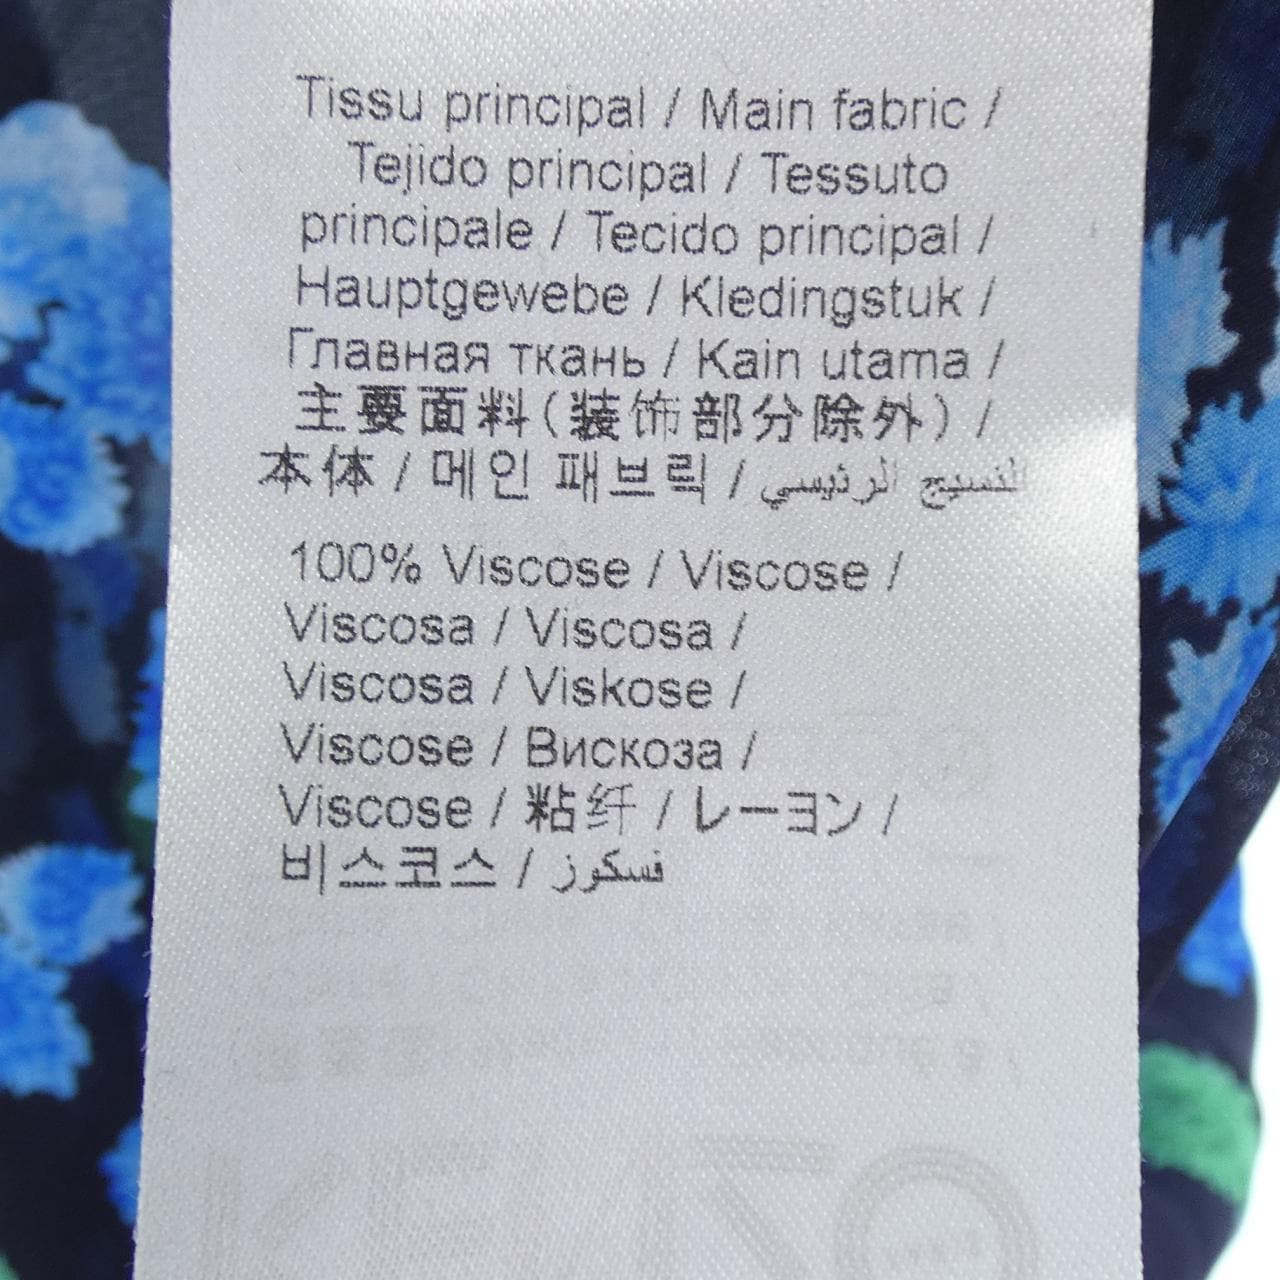 Tissu principal / Main fabric /
Tejido principal / Tessuto
principale / Tecido principal /
Hauptgewebe / Kledingstuk /
Главная ткань / Kain utama /
主要面料(装饰部分除外) /
本体 / 메인 패브릭 / النسيج الرئيسي
100% Viscose / Viscose /
Viscosa / Viscosa /
Viscosa / Viskose /
Viscose / Вискоза /
Viscose / 粘纤 / レーヨン /
비스코스 / فسكوز